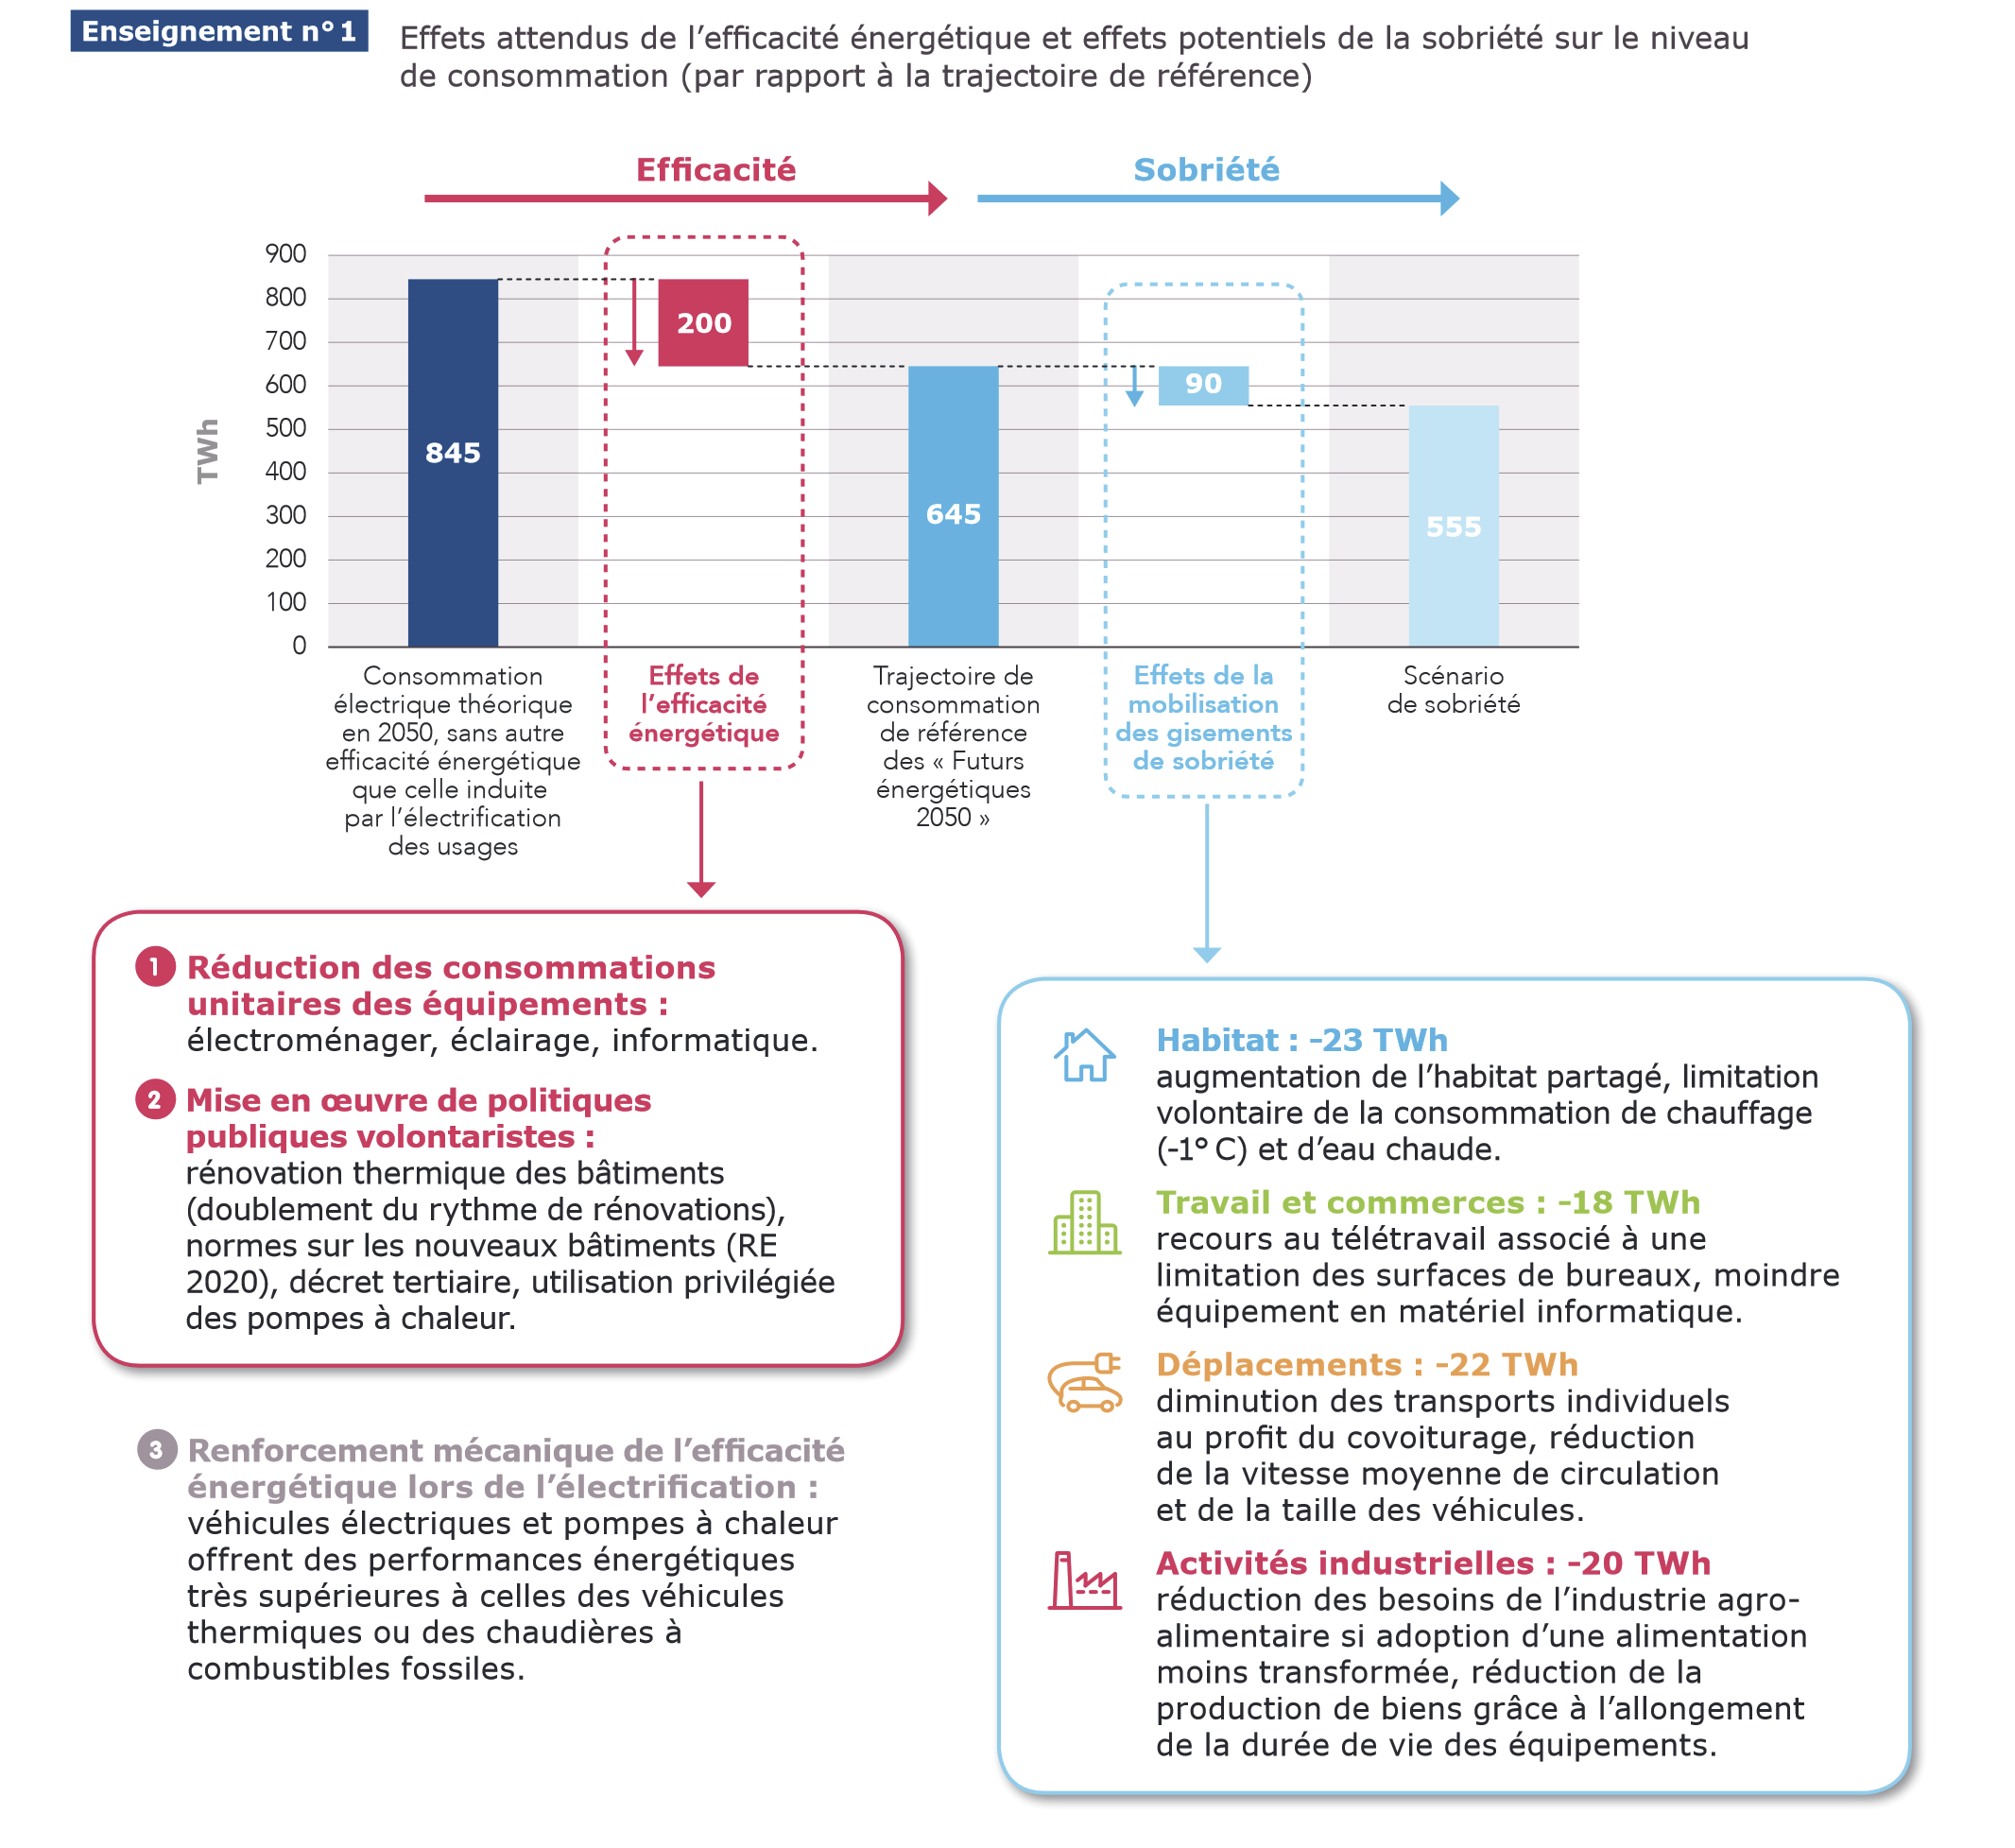 Enseignement n° 1
Effets attendus de l’efficacité énergétique et effets potentiels de la sobriété sur le niveau
de consommation (par rapport à la trajectoire de référence)
Efficacité
Sobriété
TWh
900
800
700
600
500
400
300
200
100
0
845
200
645
90
555
Consommation
électrique théorique
en 2050, sans autre
efficacité énergétique
que celle induite
par l’électrification
des usages
Effets de
l’efficacité
énergétique
Trajectoire de
consommation
de référence
des « Futurs
énergétiques
2050 »
Effets de la
mobilisation
des gisements
de sobriété
Scénario
de sobriété
1 Réduction des consommations
unitaires des équipements :
électroménager, éclairage, informatique.
2 Mise en œuvre de politiques
publiques volontaristes :
rénovation thermique des bâtiments
(doublement du rythme de rénovations),
normes sur les nouveaux bâtiments (RE
2020), décret tertiaire, utilisation privilégiée
des pompes à chaleur.
3 Renforcement mécanique de l’efficacité
énergétique lors de l’électrification :
véhicules électriques et pompes à chaleur
offrent des performances énergétiques
très supérieures à celles des véhicules
thermiques ou des chaudières à
combustibles fossiles.
Habitat : -23 TWh
augmentation de l’habitat partagé, limitation
volontaire de la consommation de chauffage
(-1° C) et d’eau chaude.
Travail et commerces : -18 TWh
recours au télétravail associé à une
limitation des surfaces de bureaux, moindre
équipement en matériel informatique.
Déplacements : -22 TWh
diminution des transports individuels
au profit du covoiturage, réduction
de la vitesse moyenne de circulation
et de la taille des véhicules.
Activités industrielles : -20 TWh
réduction des besoins de l’industrie agro-
alimentaire si adoption d’une alimentation
moins transformée, réduction de la
production de biens grâce à l’allongement
de la durée de vie des équipements.